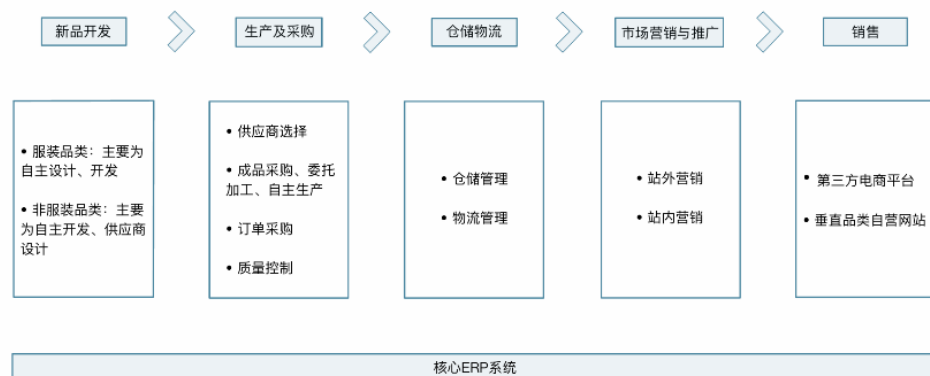 新品开发
生产及采购
仓储物流
市场营销与推广
销售
• 服装品类：主要为
自主设计、开发
• 非服装品类：主要
为自主开发、供应商
设计
• 供应商选择
• 成品采购、委托
加工、自主生产
• 订单采购
• 质量控制
• 仓储管理
• 物流管理
• 站外营销
• 站内营销
• 第三方电商平台
• 垂直品类自营网站
核心ERP系统